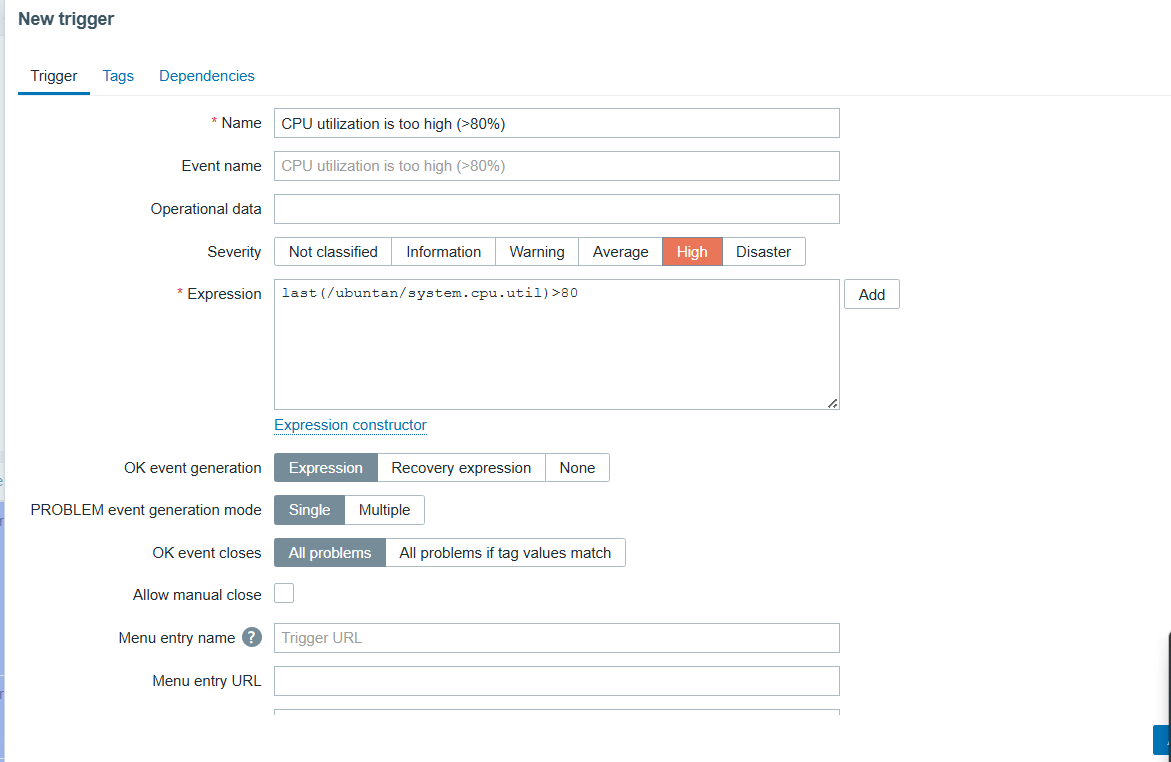 New trigger
Trigger Tags Dependencies
* Name CPU utilization is too high (>80%)
Event name CPU utilization is too high (>80%)
Operational data
Severity Not classified Information Warning Average High Disaster
* Expression last(/ubuntan/system.cpu.util)>80 Add
Expression constructor
OK event generation Expression Recovery expression None
PROBLEM event generation mode Single Multiple
OK event closes All problems All problems if tag values match
Allow manual close
Menu entry name ? Trigger URL
Menu entry URL